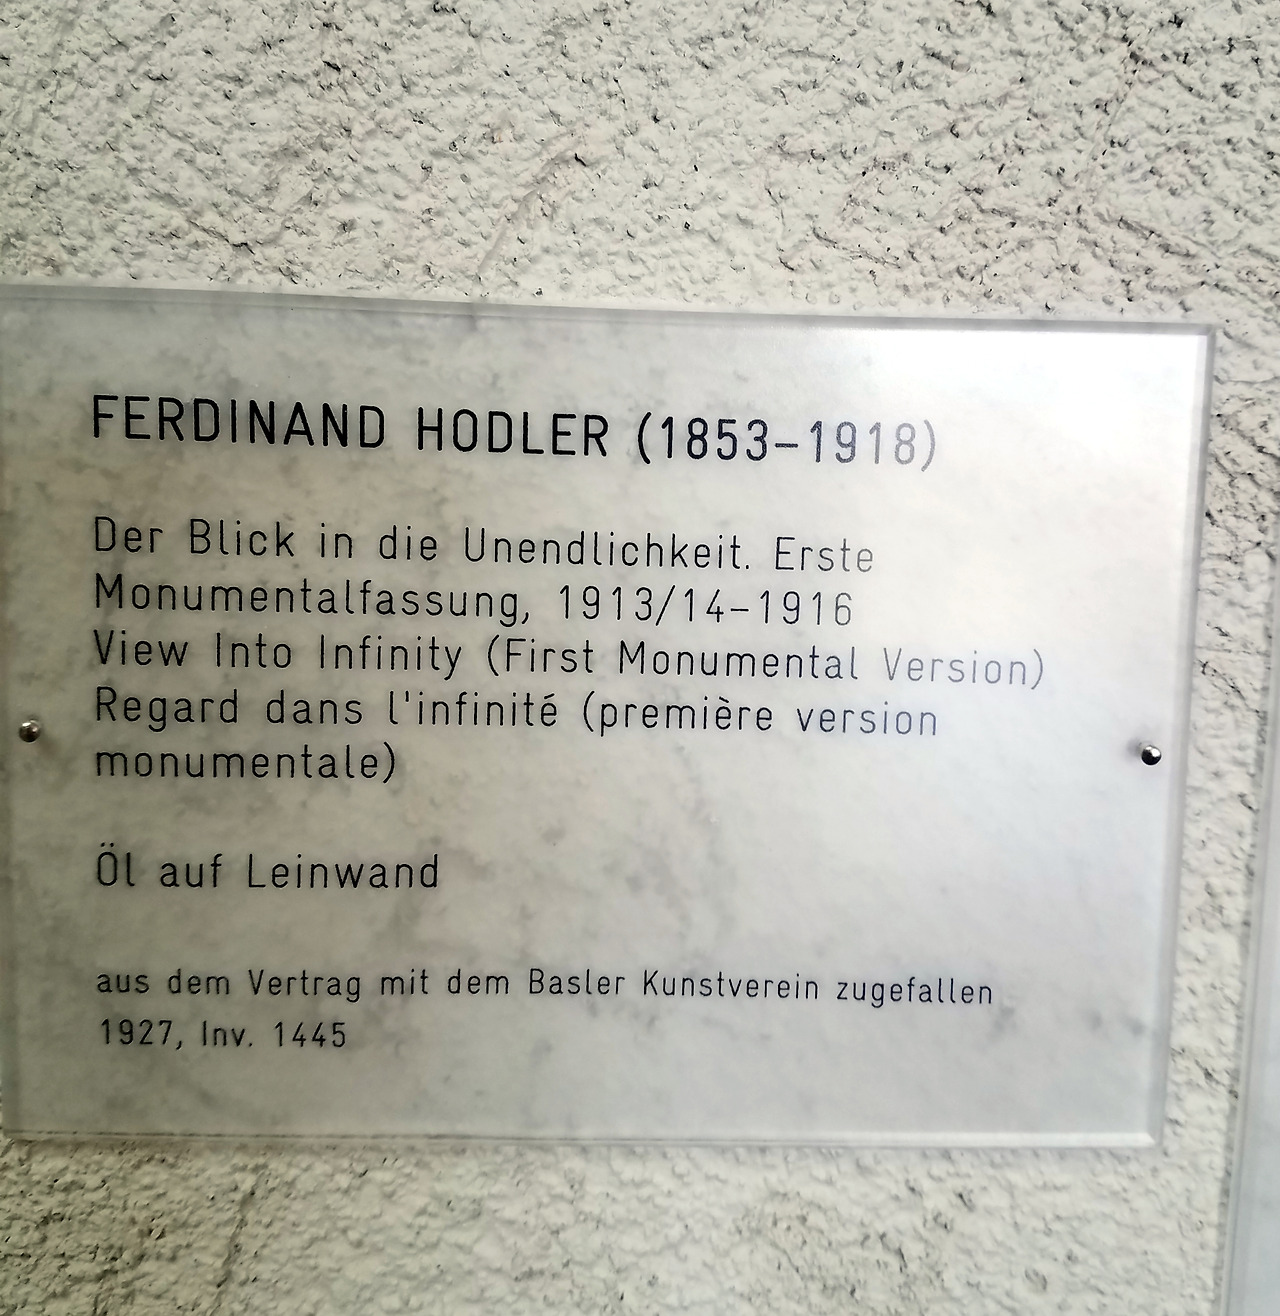 FERDINAND HODLER (1853–1918)
Der Blick in die Unendlichkeit. Erste
Monumentalfassung, 1913/14–1916
View Into Infinity (First Monumental Version)
Regard dans l'infinité (première version
monumentale)
Öl auf Leinwand
aus dem Vertrag mit dem Basler Kunstverein zugefallen
1927, Inv. 1445